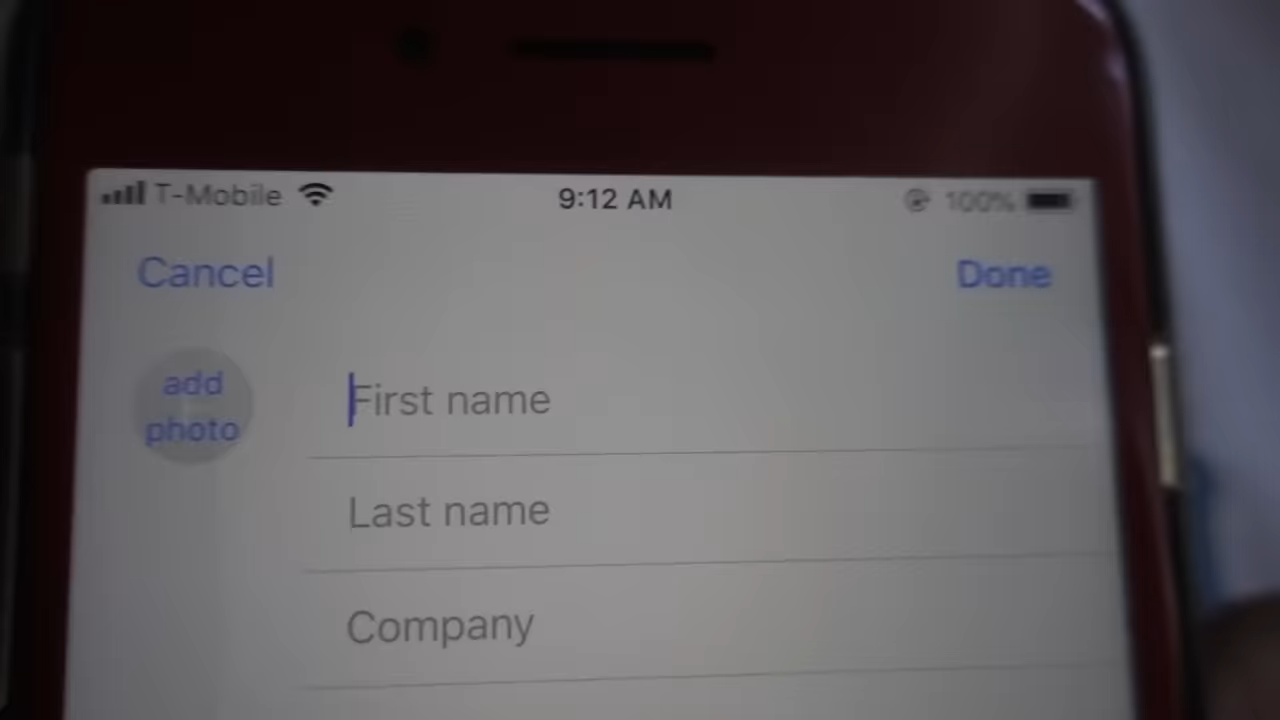 T-Mobile 9:12 AM 100%
Cancel Done
add
photo
First name
Last name
Company